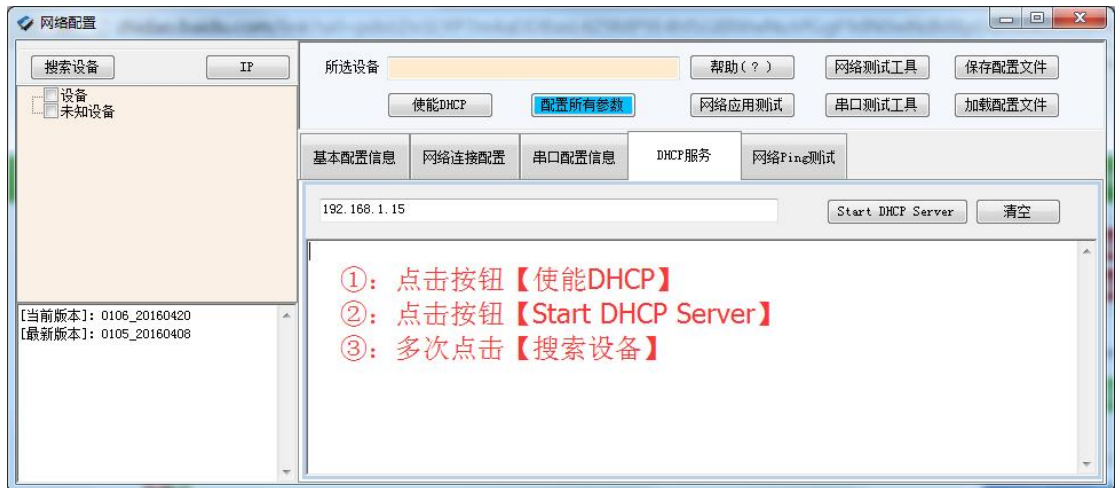 网络配置
搜索设备
IP
设备
未知设备
[当前版本]: 0106_20160420
[最新版本]: 0105_20160408
所选设备
帮助(?)
网络测试工具
保存配置文件
使能DHCP
配置所有参数
网络应用测试
串口测试工具
加载配置文件
基本配置信息
网络连接配置
串口配置信息
DHCP服务
网络Ping测试
192.168.1.15
Start DHCP Server
清空
①：点击按钮【使能DHCP】
②：点击按钮【Start DHCP Server】
③：多次点击【搜索设备】